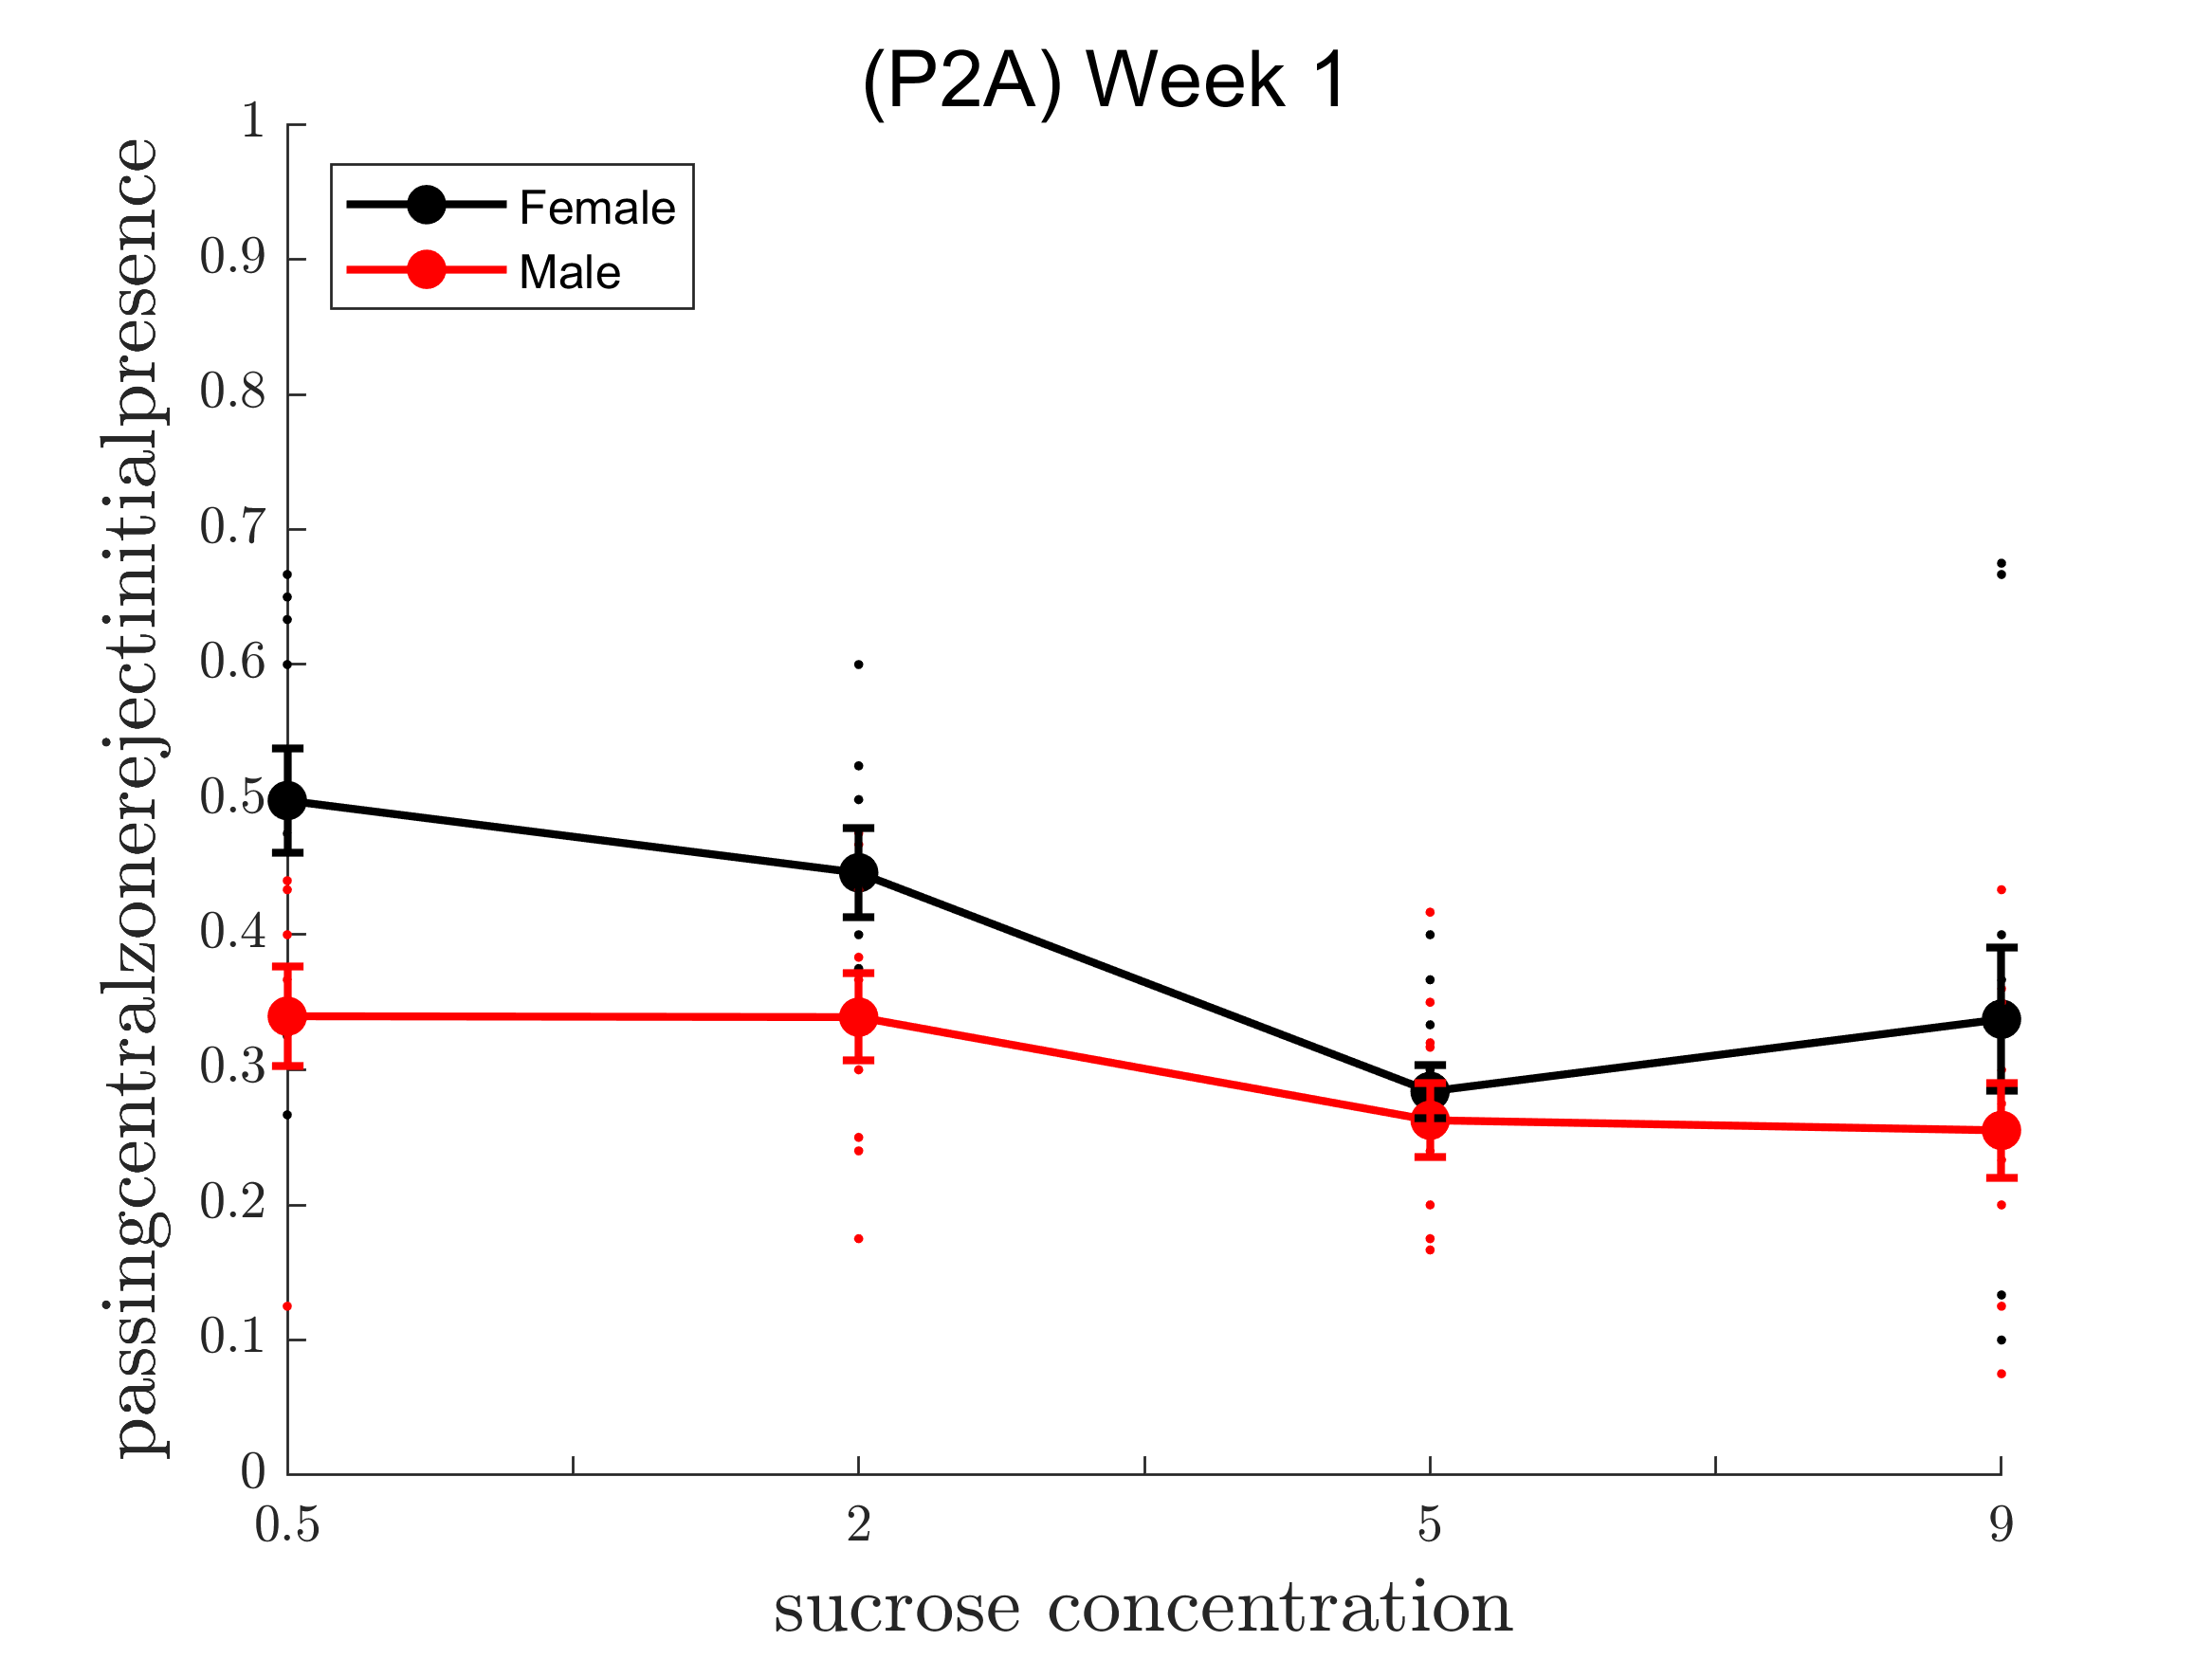 (P2A) Week 1
Female
Male
passingcentralzonerejectinitialpresence
1
0.9
0.8
0.7
0.6
0.5
0.4
0.3
0.2
0.1
0
0.5 2 5 9
sucrose concentration